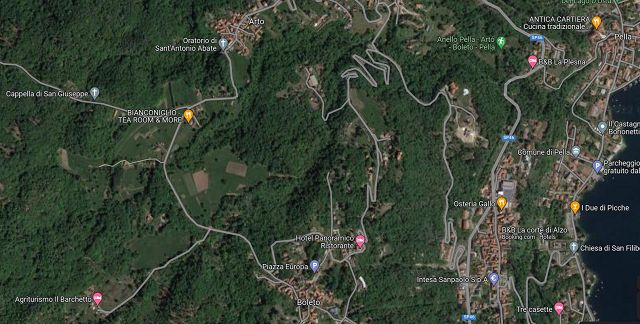 Arto
Oratorio di
Sant'Antonio Abate
Cappella di San Giuseppe
BIANCONIGLIO -
TEA ROOM & MORE
ANTICA CARTIERA
Cucina tradizionale
Pella
SP46
Anello Pella - Arto
- Boleto - Pella
B&B La Plesna
Il Castagno
SP46
Comune di Pella
Parcheggio
gratuito dal
Osteria Gallo
I Due di Picche
B&B La corte di Alzo
Booking.com · Hotels
Hotel Panoramico
Ristorante
Chiesa di San Filib
Piazza Europa
Intesa Sanpaolo S.p.A
Agriturismo Il Barchetto
Boleto
Tre casette
SP46